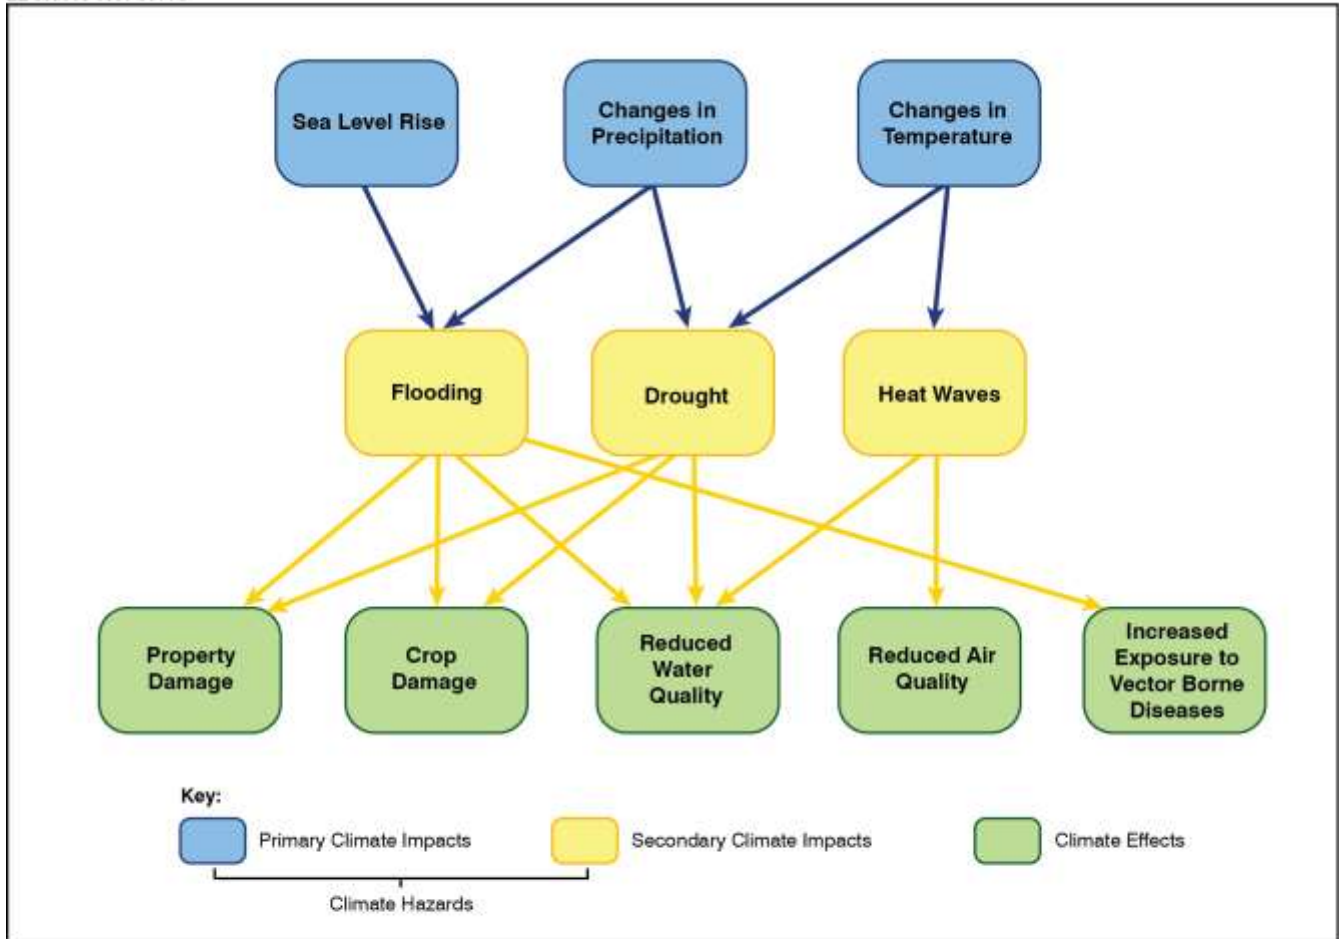 Sea Level Rise
Changes in
Precipitation
Changes in
Temperature
Flooding
Drought
Heat Waves
Property
Damage
Crop
Damage
Reduced
Water
Quality
Reduced Air
Quality
Increased
Exposure to
Vector Borne
Diseases
Key:
Primary Climate Impacts
Secondary Climate Impacts
Climate Effects
Climate Hazards